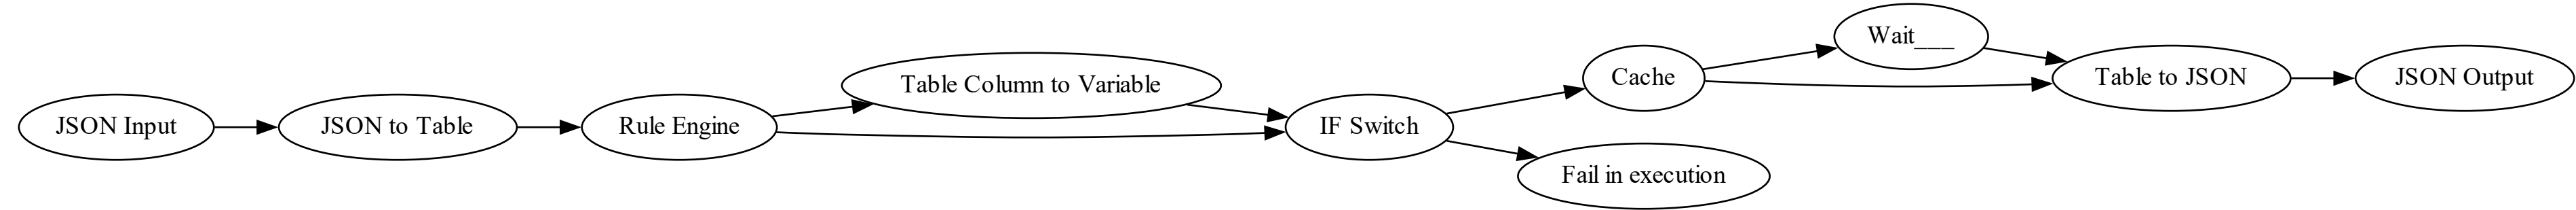 JSON Input
JSON to Table
Rule Engine
Table Column to Variable
IF Switch
Cache
Fail in execution
Wait___
Table to JSON
JSON Output